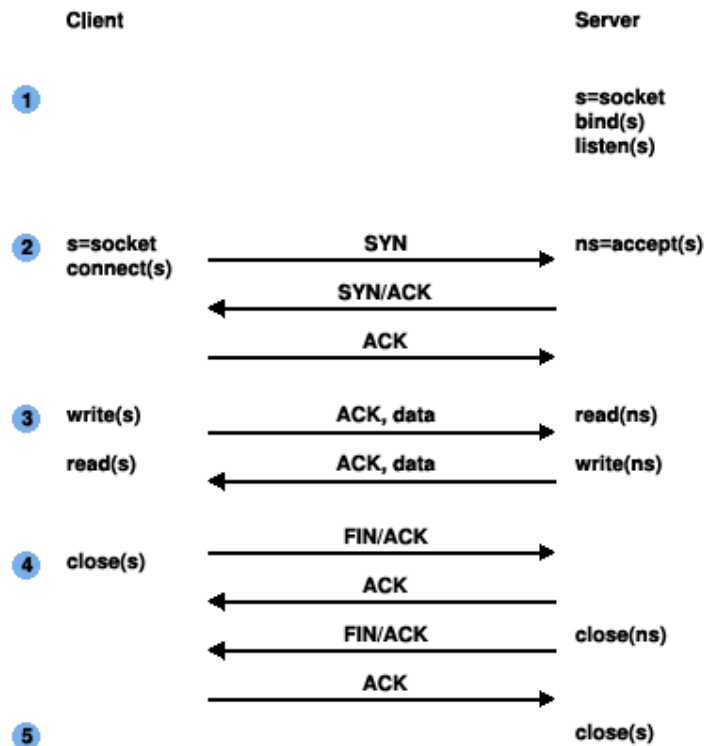 Client Server
1 s=socket
bind(s)
listen(s)
2 s=socket SYN ns=accept(s)
connect(s)
SYN/ACK
ACK
3 write(s) ACK, data read(ns)
read(s) ACK, data write(ns)
FIN/ACK
4 close(s)
ACK
FIN/ACK close(ns)
ACK
5 close(s)